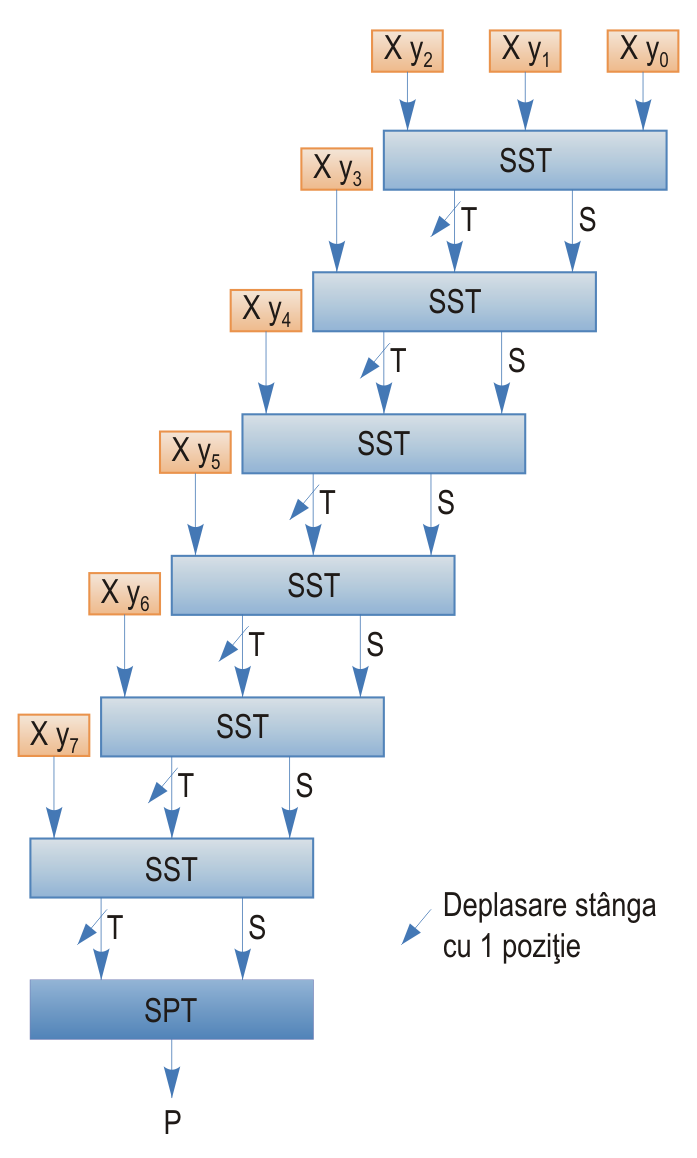 X y₂ X y₁ X y₀
SST
X y₃
T S
SST
X y₄
T S
SST
X y₅
T S
SST
X y₆
T S
SST
X y₇
T S
SST
Deplasare stânga
T S
cu 1 poziţie
SPT
P